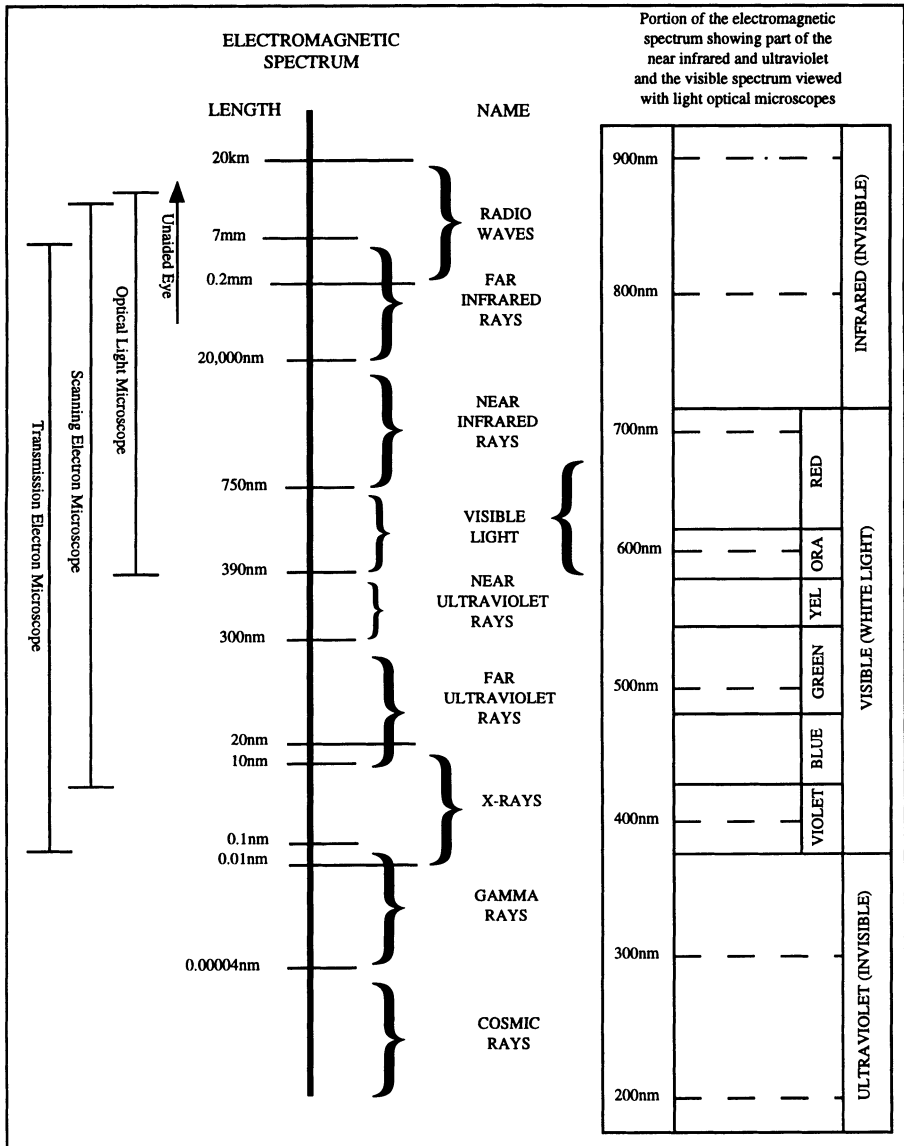 ELECTROMAGNETIC
SPECTRUM
LENGTH
NAME
20km
7mm
0.2mm
20,000nm
750nm
390nm
300nm
20nm
10nm
0.1nm
0.01nm
0.00004nm
RADIO
WAVES
FAR
INFRARED
RAYS
NEAR
INFRARED
RAYS
VISIBLE
LIGHT
NEAR
ULTRAVIOLET
RAYS
FAR
ULTRAVIOLET
RAYS
X-RAYS
GAMMA
RAYS
COSMIC
RAYS
Unaided Eye
Optical Light Microscope
Scanning Electron Microscope
Transmission Electron Microscope
Portion of the electromagnetic
spectrum showing part of the
near infrared and ultraviolet
and the visible spectrum viewed
with light optical microscopes
900nm
800nm
700nm
600nm
500nm
400nm
300nm
200nm
RED
ORA
YEL
GREEN
BLUE
VIOLET
INFRARED (INVISIBLE)
VISIBLE (WHITE LIGHT)
ULTRAVIOLET (INVISIBLE)